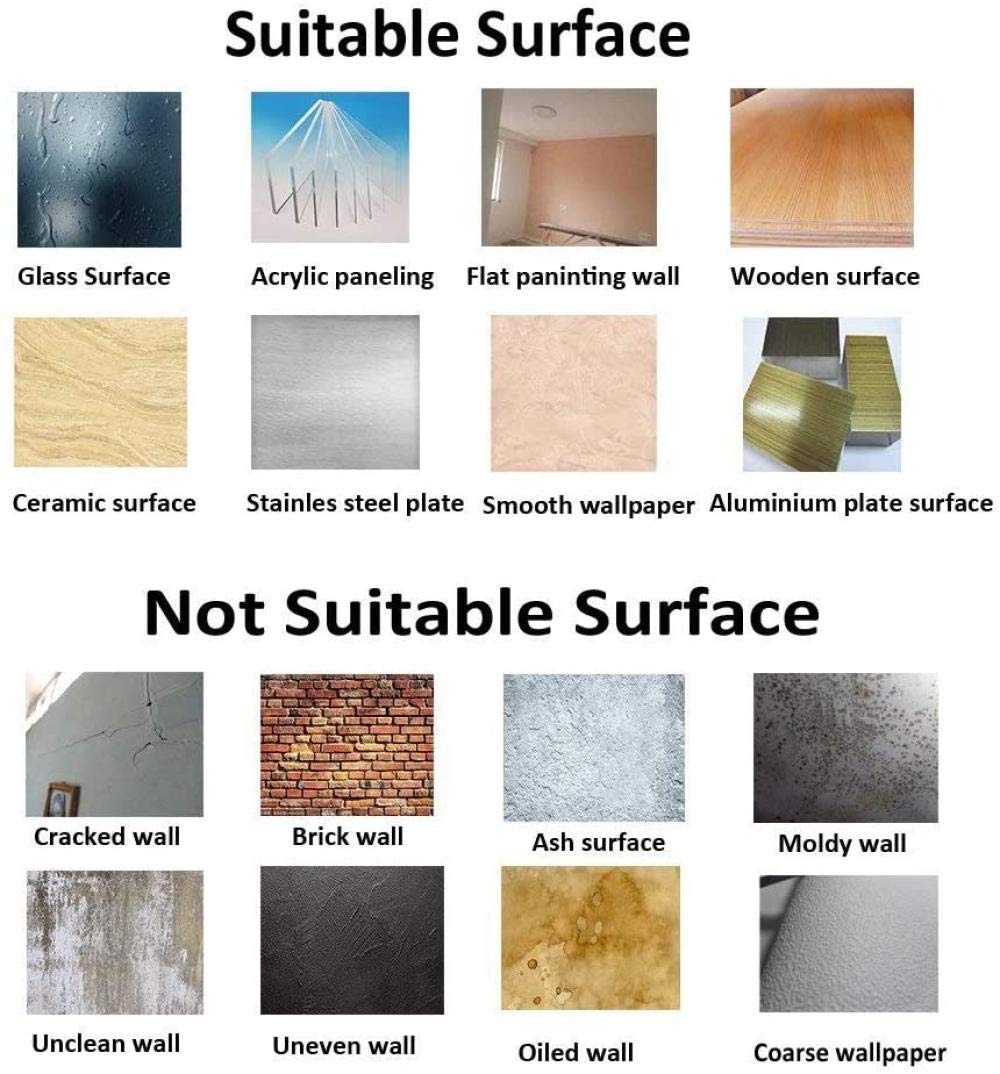 Suitable Surface
Glass Surface
Acrylic paneling
Flat paninting wall
Wooden surface
Ceramic surface
Stainles steel plate
Smooth wallpaper
Aluminium plate surface
Not Suitable Surface
Cracked wall
Brick wall
Ash surface
Moldy wall
Unclean wall
Uneven wall
Oiled wall
Coarse wallpaper